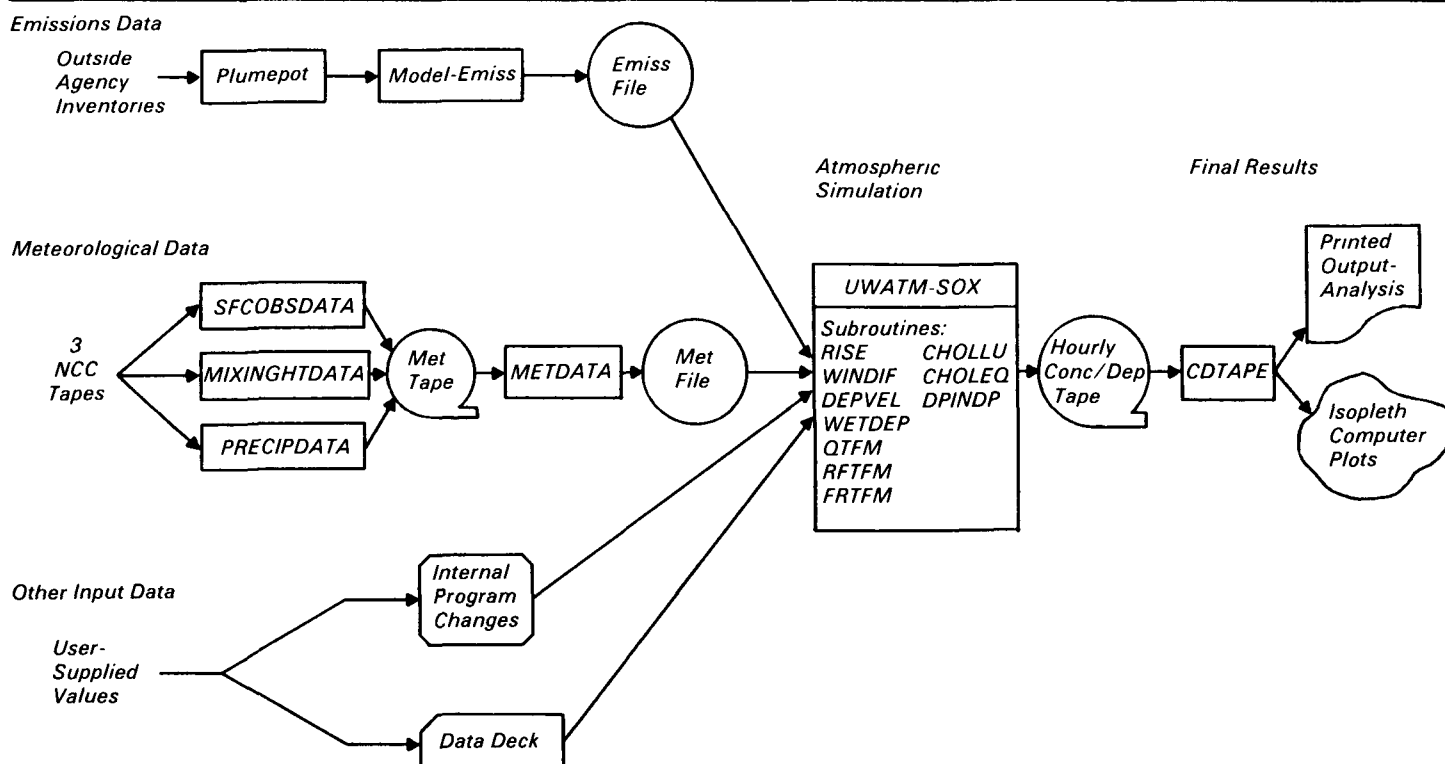 Emissions Data
Outside
Agency
Inventories
Plumepot
Model-Emiss
Emiss
File
Atmospheric
Simulation
Final Results
Meteorological Data
3
NCC
Tapes
SFCOBSDATA
MIXINGHTDATA
PRECIPDATA
Met
Tape
METDATA
Met
File
UWATM-SOX
Subroutines:
RISE CHOLLU
WINDIF CHOLEQ
DEPVEL DPINDP
WETDEP
QTFM
RFTFM
FRTFM
Hourly
Conc/Dep
Tape
CDTAPE
Printed
Output-
Analysis
Isopleth
Computer
Plots
Other Input Data
User-
Supplied
Values
Internal
Program
Changes
Data Deck